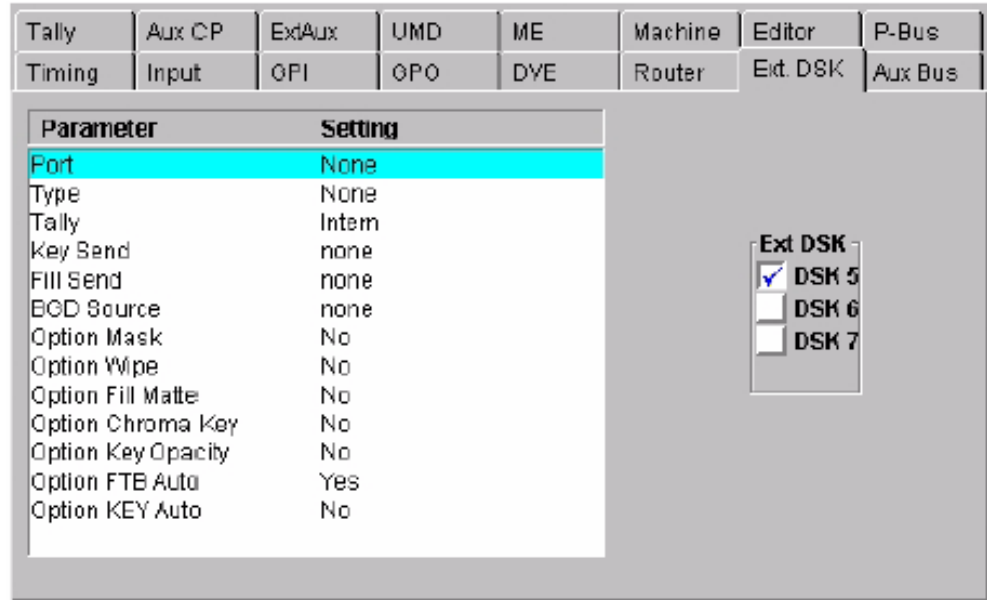 Tally Aux CP ExtAux UMD ME Machine Editor P-Bus
Timing Input GPI GPO DVE Router Ext. DSK Aux Bus
Parameter Setting
Port None
Type None
Tally Intern
Key Send none
Fill Send none
BGD Source none
Option Mask No
Option Wipe No
Option Fill Matte No
Option Chroma Key No
Option Key Opacity No
Option FTB Auto Yes
Option KEY Auto No
Ext DSK
DSK 5
DSK 6
DSK 7